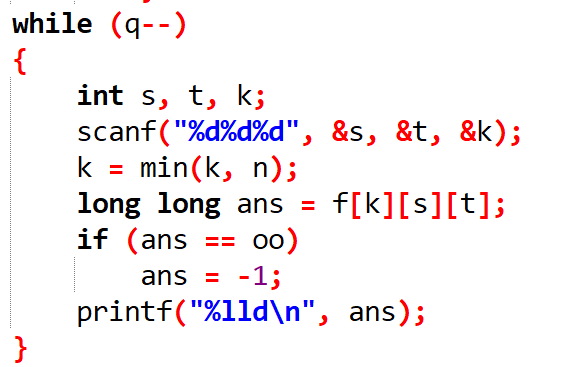 while (q--)
{
    int s, t, k;
    scanf("%d%d%d", &s, &t, &k);
    k = min(k, n);
    long long ans = f[k][s][t];
    if (ans == oo)
        ans = -1;
    printf("%lld\n", ans);
}